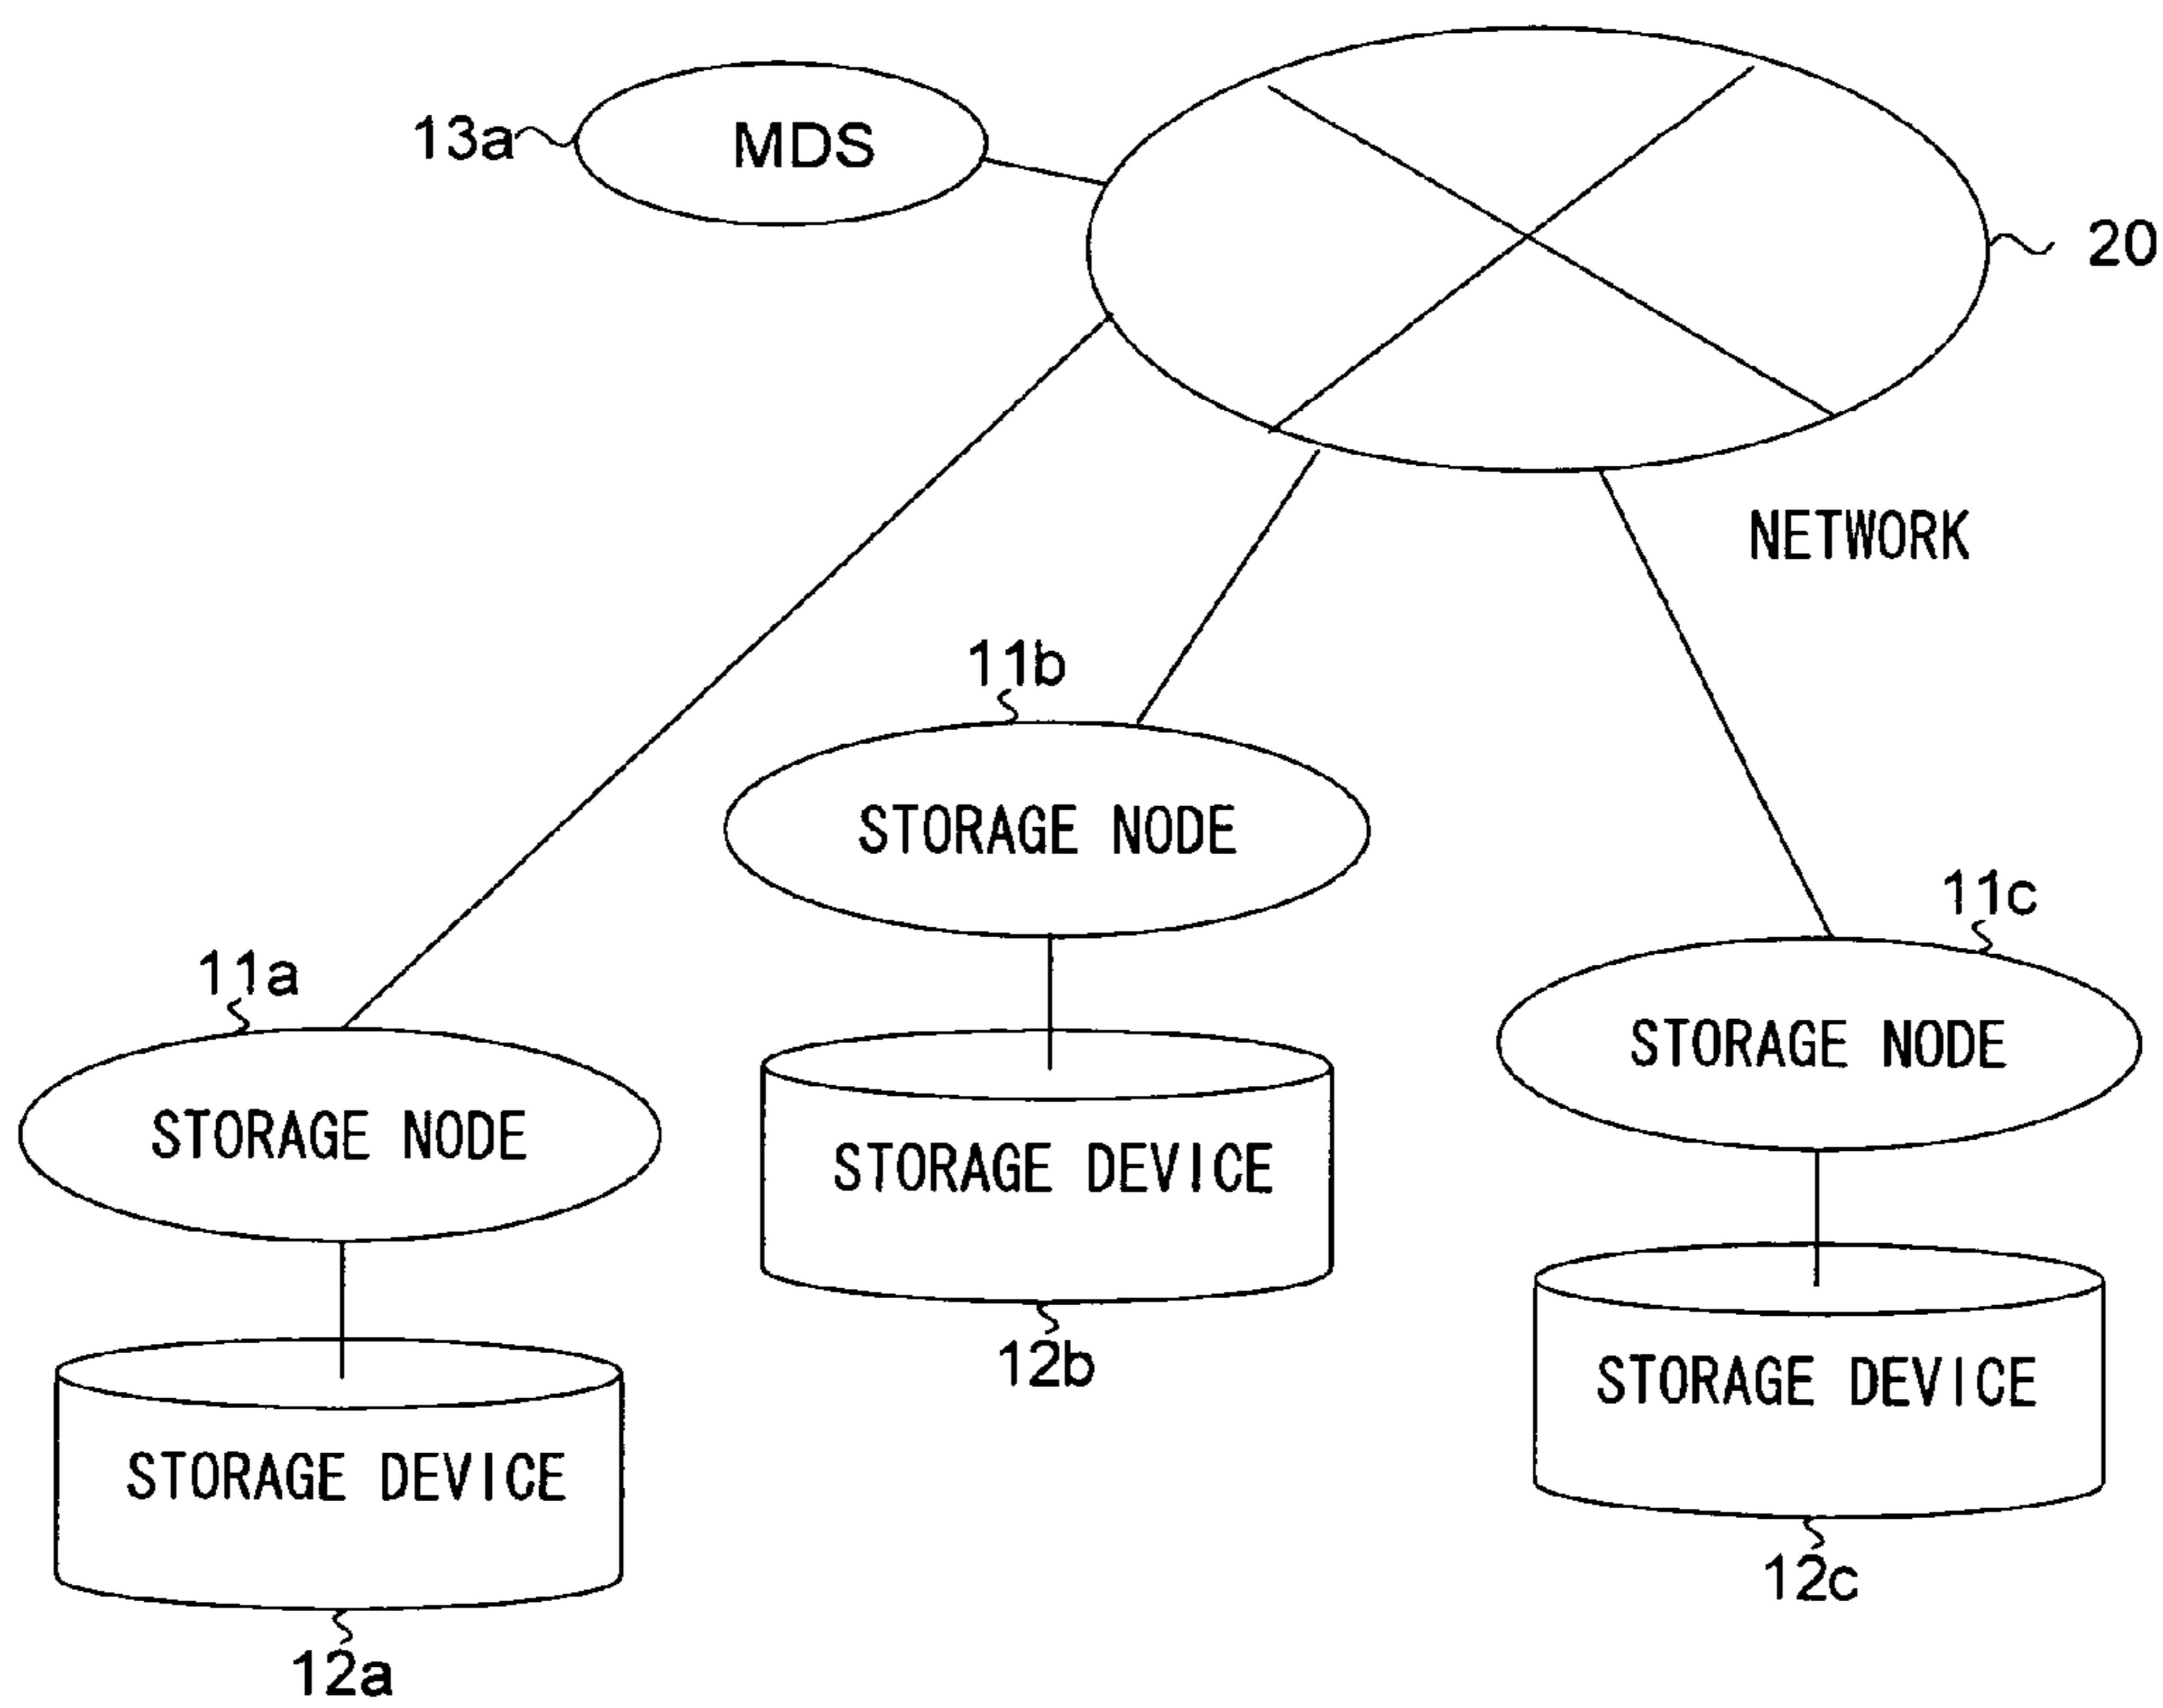 13a
MDS
20
NETWORK
11b
STORAGE NODE
11c
STORAGE NODE
11a
STORAGE NODE
STORAGE DEVICE
12b
STORAGE DEVICE
12c
STORAGE DEVICE
12a